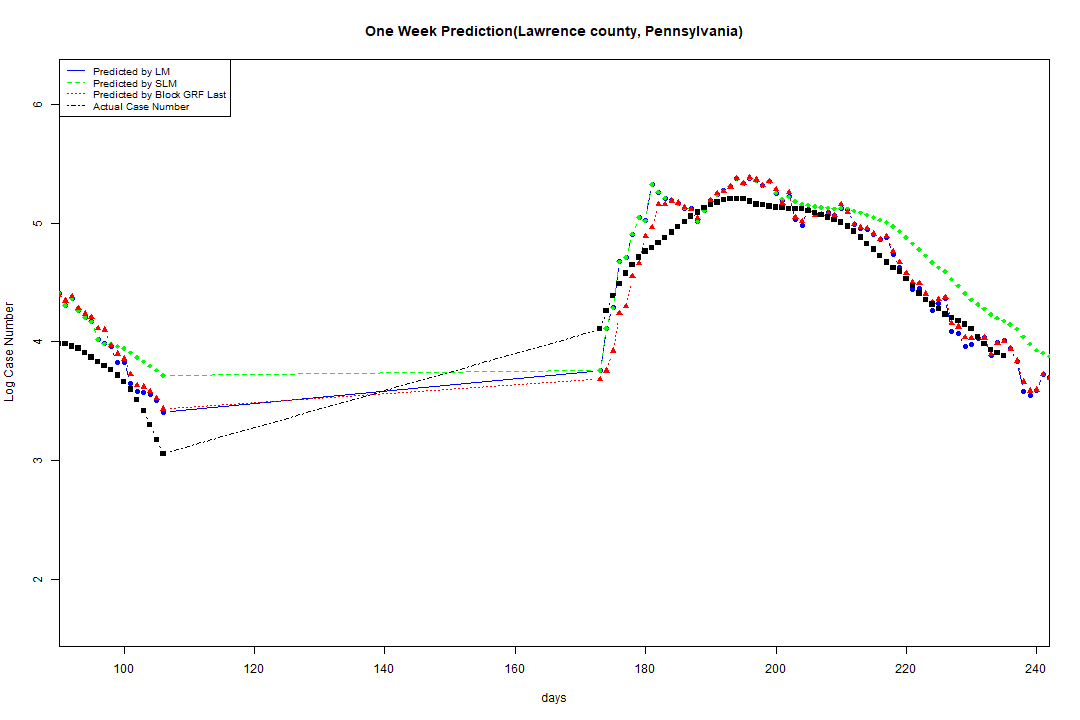 One Week Prediction(Lawrence county, Pennsylvania)
Predicted by LM
Predicted by SLM
Predicted by Block GRF Last
Actual Case Number
6
5
4
3
2
Log Case Number
100 120 140 160 180 200 220 240
days